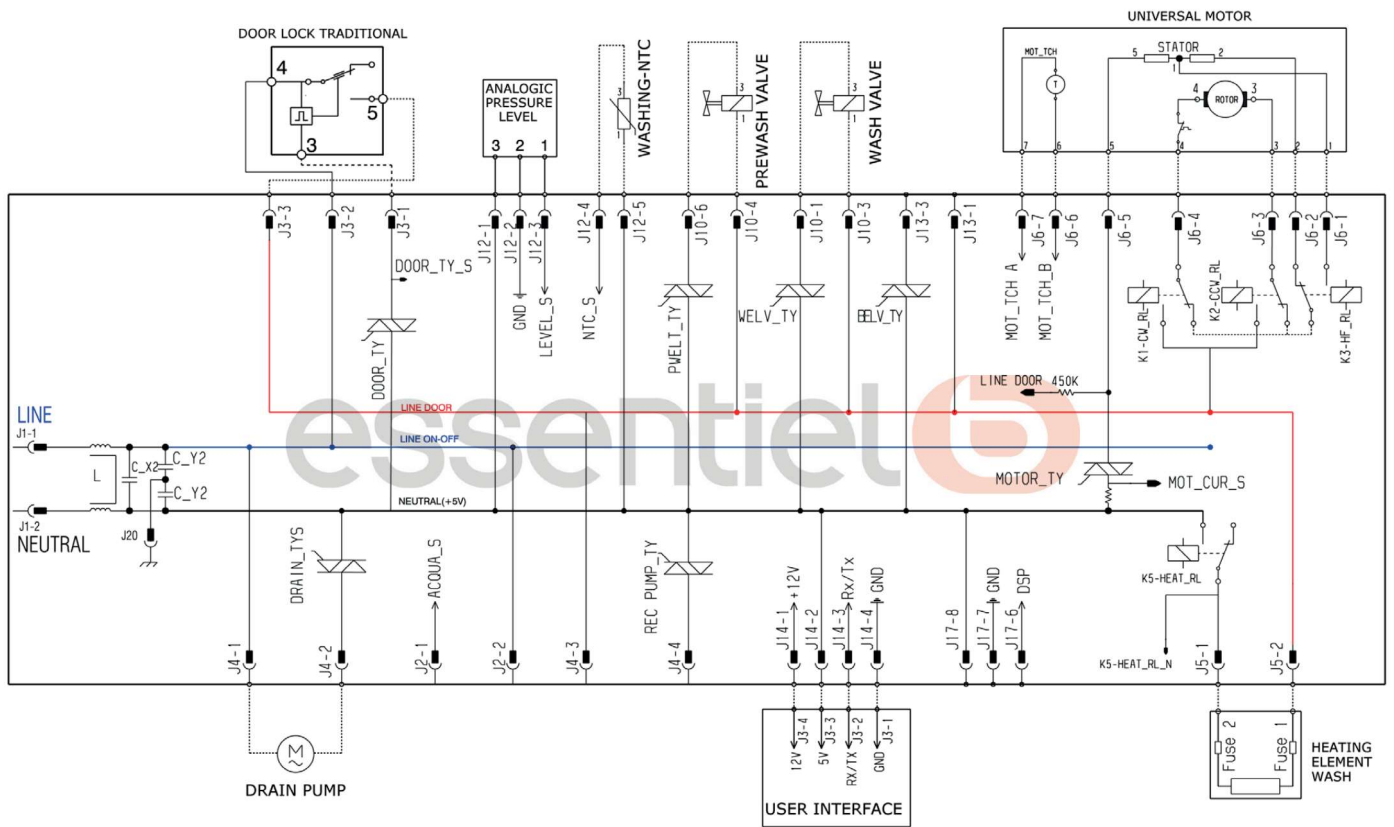 UNIVERSAL MOTOR
DOOR LOCK TRADITIONAL
4
5
3
ANALOGIC
PRESSURE
LEVEL
3 2 1
WASHING-NTC
3
1
PREWASH VALVE
3
1
WASH VALVE
3
1
MOT_TCH
T
5 STATOR 2
1
4 ROTOR 3
7 6 5 4 3 2 1
J3-3
J3-2
J3-1
J12-1
J12-2
J12-3
J12-4
J12-5
J10-6
J10-4
J10-1
J10-3
J13-3
J13-1
J6-7
J6-6
J6-5
J6-4
J6-3
J6-2
J6-1
DOOR_TY_S
DOOR_TY
GND
LEVEL_S
NTC_S
PWELT_TY
WELV_TY
BELV_TY
MOT_TCH A
MOT_TCH_B
K1-CW_RL
K2-CCW_RL
K3-HF_RL
LINE DOOR 450K
essentiel b
LINE DOOR
LINE
J1-1
LINE ON-OFF
L
C_X2
C_Y2
C_Y2
MOTOR_TY
MOT_CUR_S
NEUTRAL(+5V)
J1-2
NEUTRAL
J20
DRAIN_TYS
ACQUA_S
REC PUMP_TY
+12V
Rx/Tx
GND
GND
DSP
K5-HEAT_RL
K5-HEAT_RL_N
J4-1
J4-2
J2-1
J2-2
J4-3
J4-4
J14-1
J14-2
J14-3
J14-4
J17-8
J17-7
J17-6
J5-1
J5-2
M
DRAIN PUMP
J3-4
J3-3
J3-2
J3-1
12V
5V
RX/TX
GND
USER INTERFACE
Fuse 2
Fuse 1
HEATING
ELEMENT
WASH